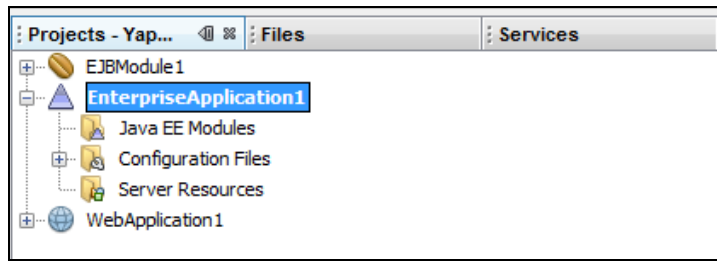 Projects - Yap... Files Services
EJBModule1
EnterpriseApplication1
Java EE Modules
Configuration Files
Server Resources
WebApplication1